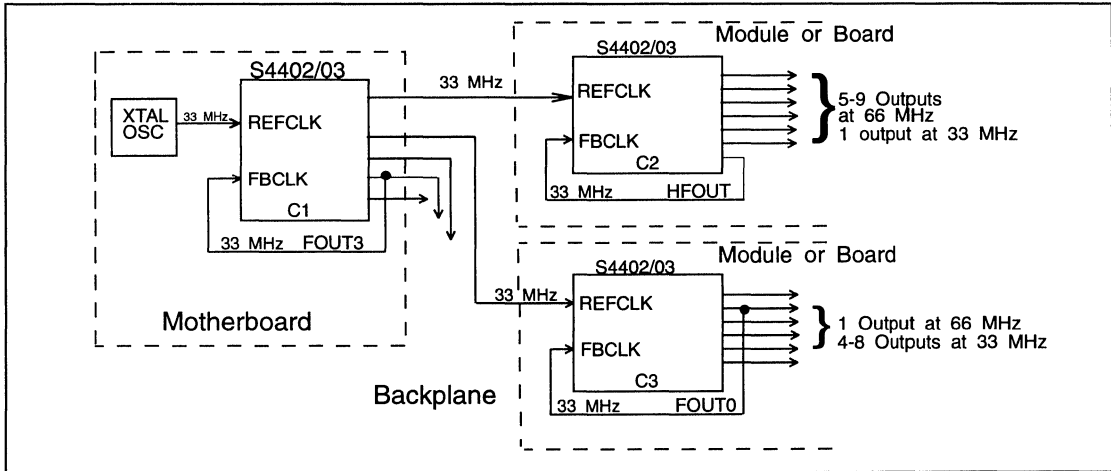 Motherboard
XTAL
OSC
33 MHz
S4402/03
REFCLK
FBCLK
C1
33 MHz FOUT3
Backplane
33 MHz
Module or Board
S4402/03
REFCLK
FBCLK
C2
33 MHz HFOUT
5-9 Outputs
at 66 MHz
1 output at 33 MHz
33 MHz
Module or Board
S4402/03
REFCLK
FBCLK
C3
33 MHz FOUT0
1 Output at 66 MHz
4-8 Outputs at 33 MHz